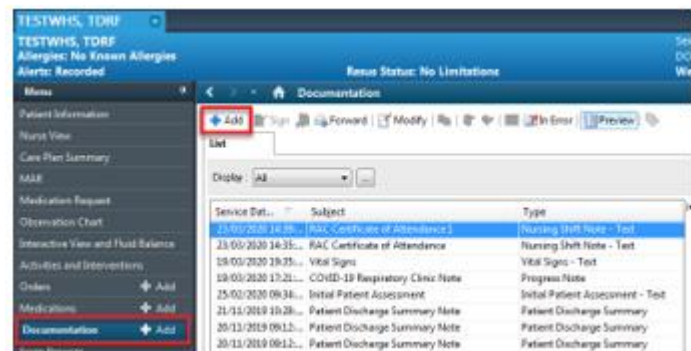 TESTWHS, TDRF
TESTWHS, TDRF
Allergies: No Known Allergies
Alerts: Recorded
Resus Status: No Limitations
Menu
Documentation
Patient Information
Nurse View
Care Plan Summary
MAR
Medication Request
Observation Chart
Interactive View and Fluid Balance
Activities and Interventions
Orders Add
Medications Add
Documentation Add
Add Sign Forward Modify In Error Preview
List
Display: All
Service Dat... Subject Type
23/03/2020 14:39:... RAC Certificate of Attendance1 Nursing Shift Note - Text
23/03/2020 14:35:... RAC Certificate of Attendance Nursing Shift Note - Text
19/03/2020 19:35:... Vital Signs Vital Signs - Text
19/03/2020 17:21:... COVID-19 Respiratory Clinic Note Progress Note
25/02/2020 09:34:... Initial Patient Assessment Initial Patient Assessment - Text
21/11/2019 10:28:... Patient Discharge Summary Note Patient Discharge Summary
20/11/2019 09:12:... Patient Discharge Summary Note Patient Discharge Summary
20/11/2019 09:12:... Patient Discharge Summary Note Patient Discharge Summary